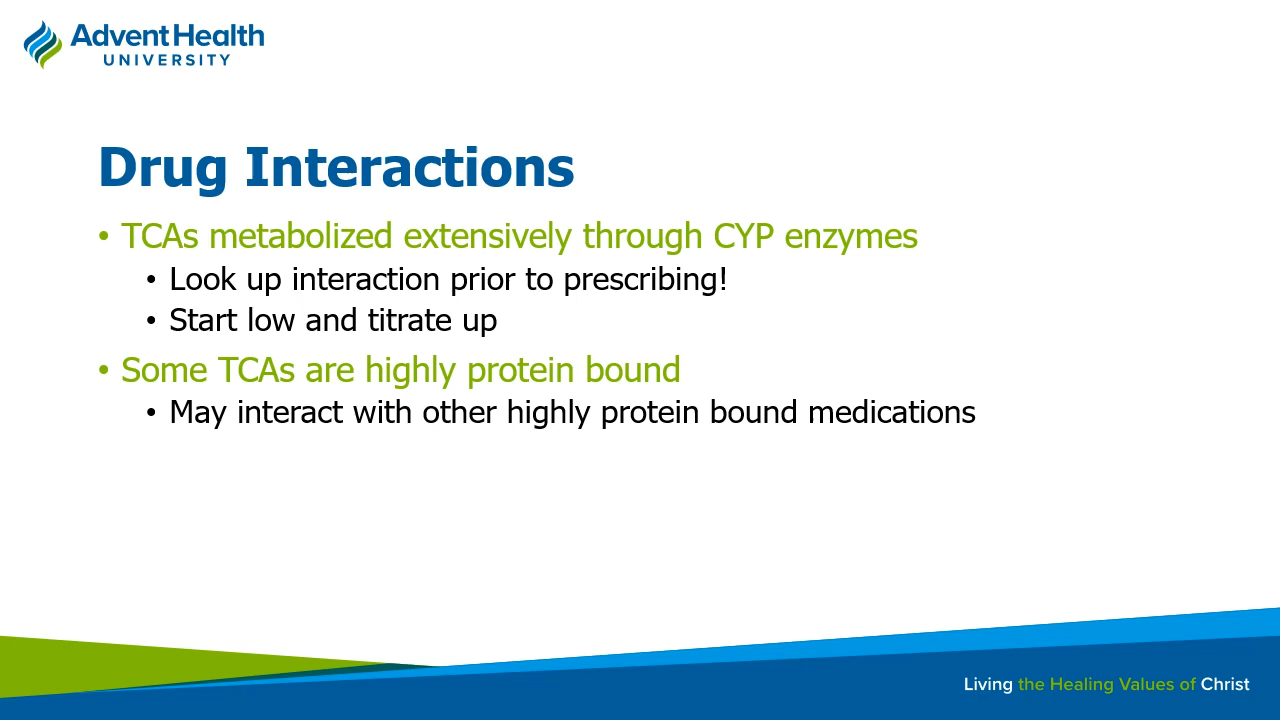 AdventHealth
UNIVERSITY
Drug Interactions
• TCAs metabolized extensively through CYP enzymes
• Look up interaction prior to prescribing!
• Start low and titrate up
• Some TCAs are highly protein bound
• May interact with other highly protein bound medications
Living the Healing Values of Christ